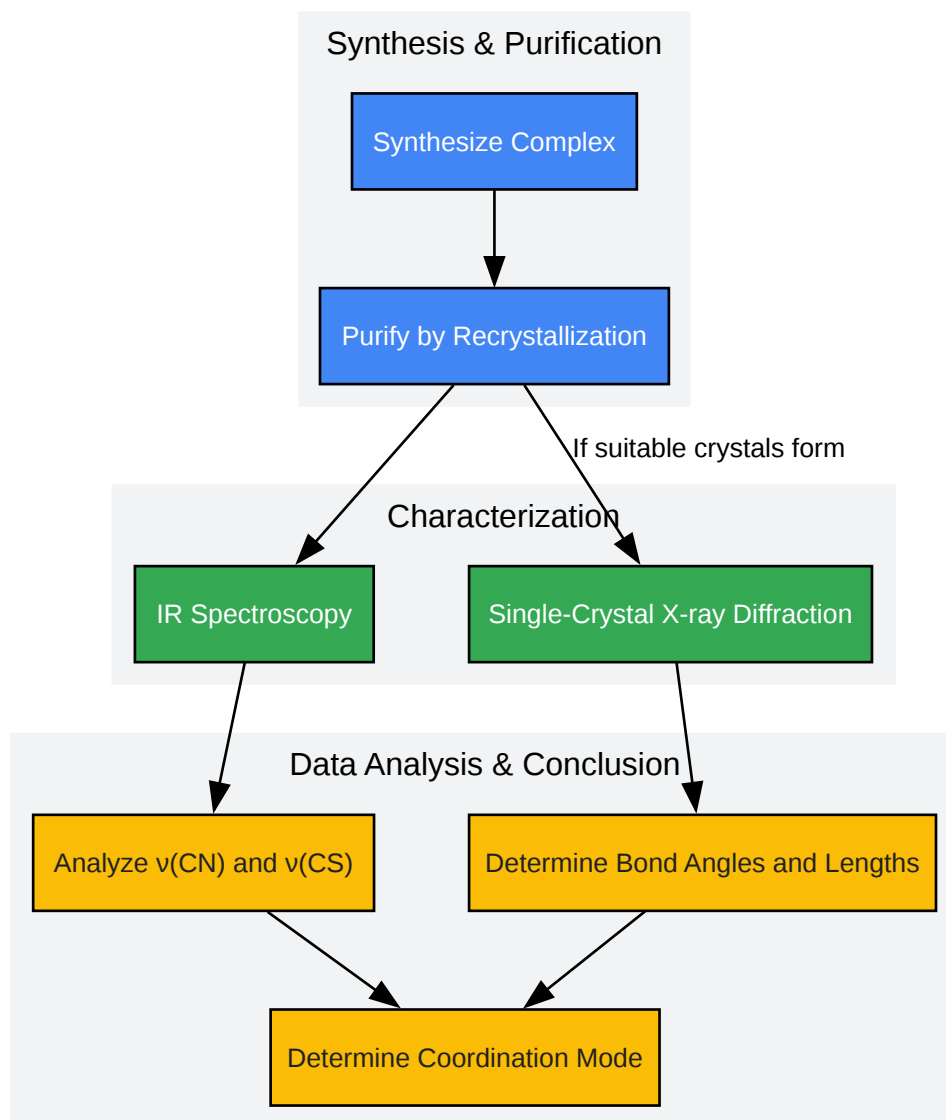 Synthesis & Purification
Synthesize Complex
Purify by Recrystallization
If suitable crystals form
Characterization
IR Spectroscopy
Single-Crystal X-ray Diffraction
Data Analysis & Conclusion
Analyze ν(CN) and ν(CS)
Determine Bond Angles and Lengths
Determine Coordination Mode